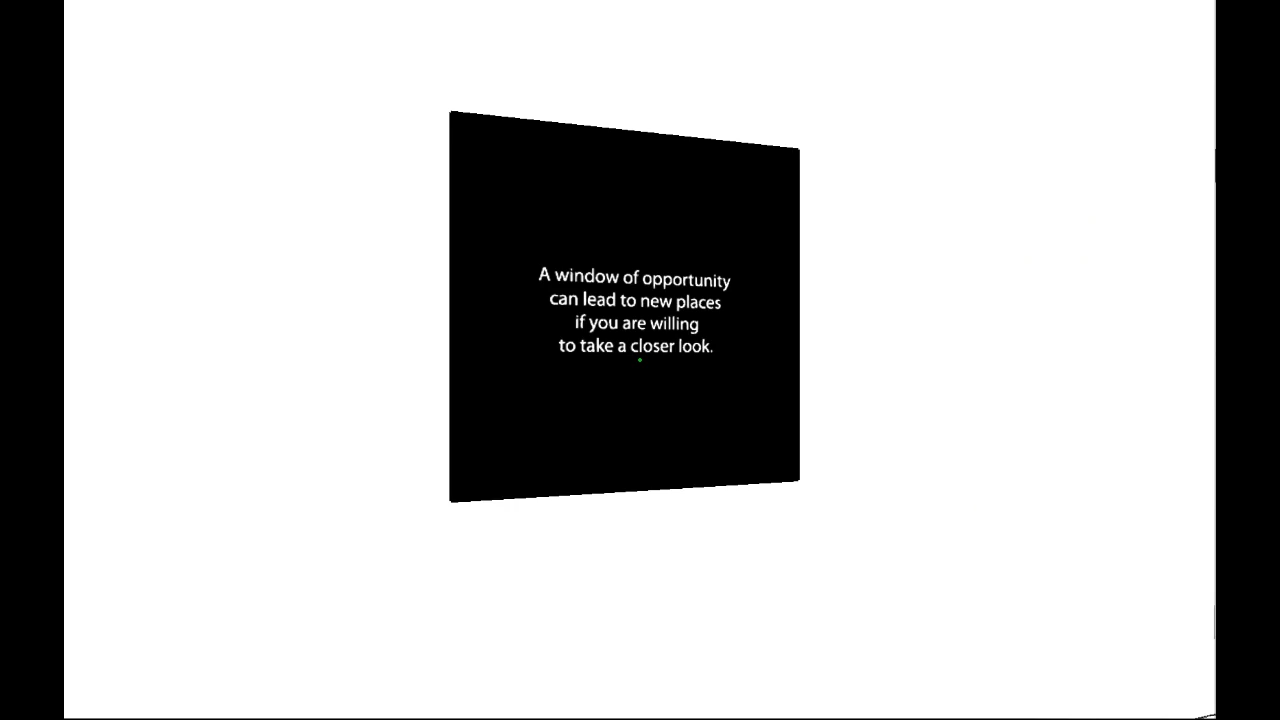 A window of opportunity
can lead to new places
if you are willing
to take a closer look.